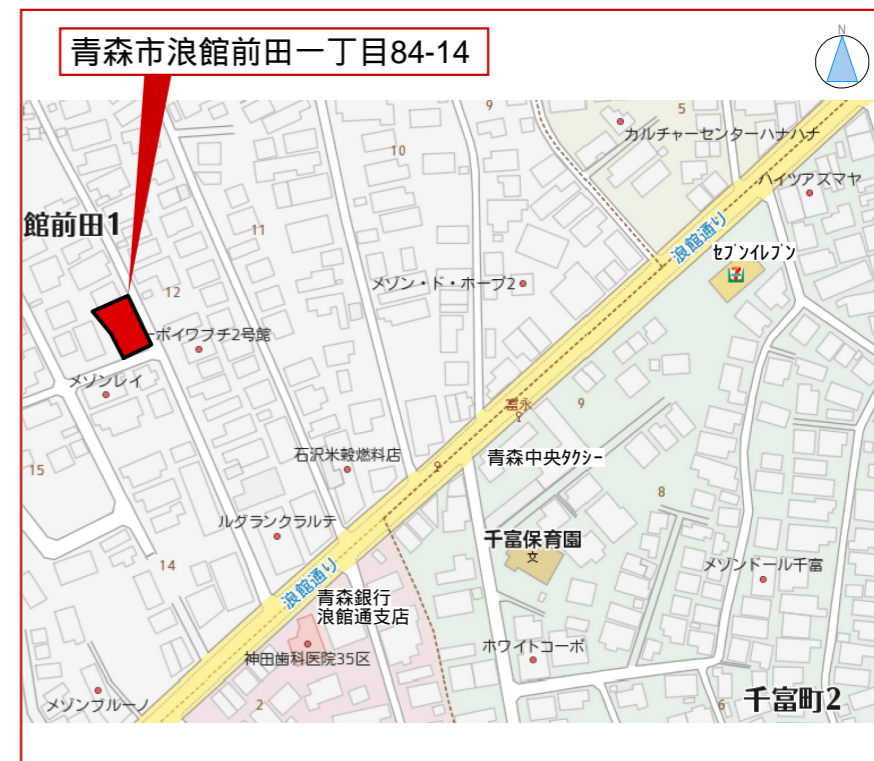 青森市浪館前田一丁目84-14
N
9
5
カルチャーセンターハナハチ
10
ハイツアズマヤ
館前田1
11
浪館通り
セブンイレブン
7
12
メゾン・ド・ホープ2
ーポイワブチ2号館
メゾンレイ
富永
9
15
石沢米穀燃料店
青森中央タクシー
8
ルグランクラルテ
千富保育園
文
14
メゾンドール千富
浪館通り
青森銀行
浪館通支店
神田歯科医院35区
ホワイトコーポ
メゾンブルーノ
2
6
千富町2